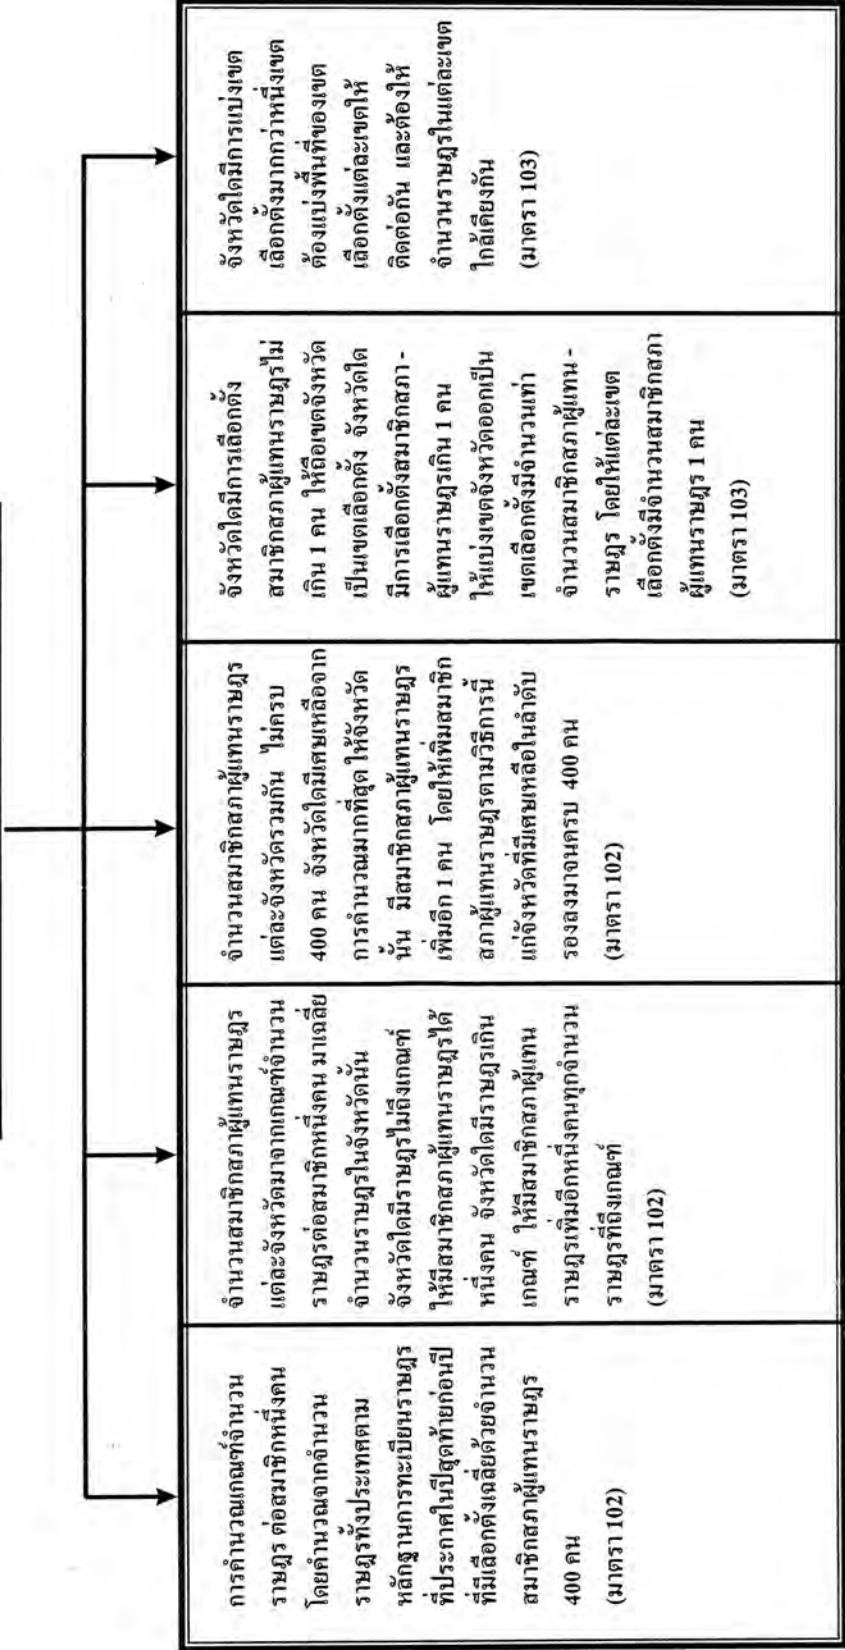 การคำนวณเกณฑ์จำนวน
ราษฎร ต่อสมาชิกหนึ่งคน
โดยคำนวณจากจำนวน
ราษฎรทั้งประเทศตาม
หลักฐานการทะเบียนราษฎร
ที่ประกาศในปีสุดท้ายก่อนปี
ที่มีเลือกตั้งเฉลี่ยด้วยจำนวน
สมาชิกสภาผู้แทนราษฎร
400 คน
(มาตรา 102)
จำนวนสมาชิกสภาผู้แทนราษฎร
แต่ละจังหวัดมาจากเกณฑ์จำนวน
ราษฎรต่อสมาชิกหนึ่งคน มาเฉลี่ย
จำนวนราษฎรในจังหวัดนั้น
จังหวัดใดมีราษฎรไม่ถึงเกณฑ์
ให้มีสมาชิกสภาผู้แทนราษฎรได้
หนึ่งคน จังหวัดใดมีราษฎรเกิน
เกณฑ์ ให้มีสมาชิกสภาผู้แทน
ราษฎรเพิ่มอีกหนึ่งคนทุกจำนวน
ราษฎรที่ถึงเกณฑ์
(มาตรา 102)
จำนวนสมาชิกสภาผู้แทนราษฎร
แต่ละจังหวัดรวมกัน ไม่ครบ
400 คน จังหวัดใดมีเศษเหลือจาก
การคำนวณมากที่สุด ให้จังหวัด
นั้น มีสมาชิกสภาผู้แทนราษฎร
เพิ่มอีก 1 คน โดยให้เพิ่มสมาชิก
สภาผู้แทนราษฎรตามวิธีการนี้
แก่จังหวัดที่มีเศษเหลือในลำดับ
รองลงมาจนครบ 400 คน
(มาตรา 102)
จังหวัดใดมีการเลือกตั้ง
สมาชิกสภาผู้แทนราษฎรไม่
เกิน 1 คน ให้ถือเขตจังหวัด
เป็นเขตเลือกตั้ง จังหวัดใด
มีการเลือกตั้งสมาชิกสภา -
ผู้แทนราษฎรเกิน 1 คน
ให้แบ่งเขตจังหวัดออกเป็น
เขตเลือกตั้งมีจำนวนเท่า
จำนวนสมาชิกสภาผู้แทน -
ราษฎร โดยให้แต่ละเขต
เลือกตั้งมีจำนวนสมาชิกสภา
ผู้แทนราษฎร 1 คน
(มาตรา 103)
จังหวัดใดมีการแบ่งเขต
เลือกตั้งมากกว่าหนึ่งเขต
ต้องแบ่งพื้นที่ของเขต
เลือกตั้งแต่ละเขตให้
ติดต่อกัน และต้องให้
จำนวนราษฎรในแต่ละเขต
ใกล้เคียงกัน
(มาตรา 103)